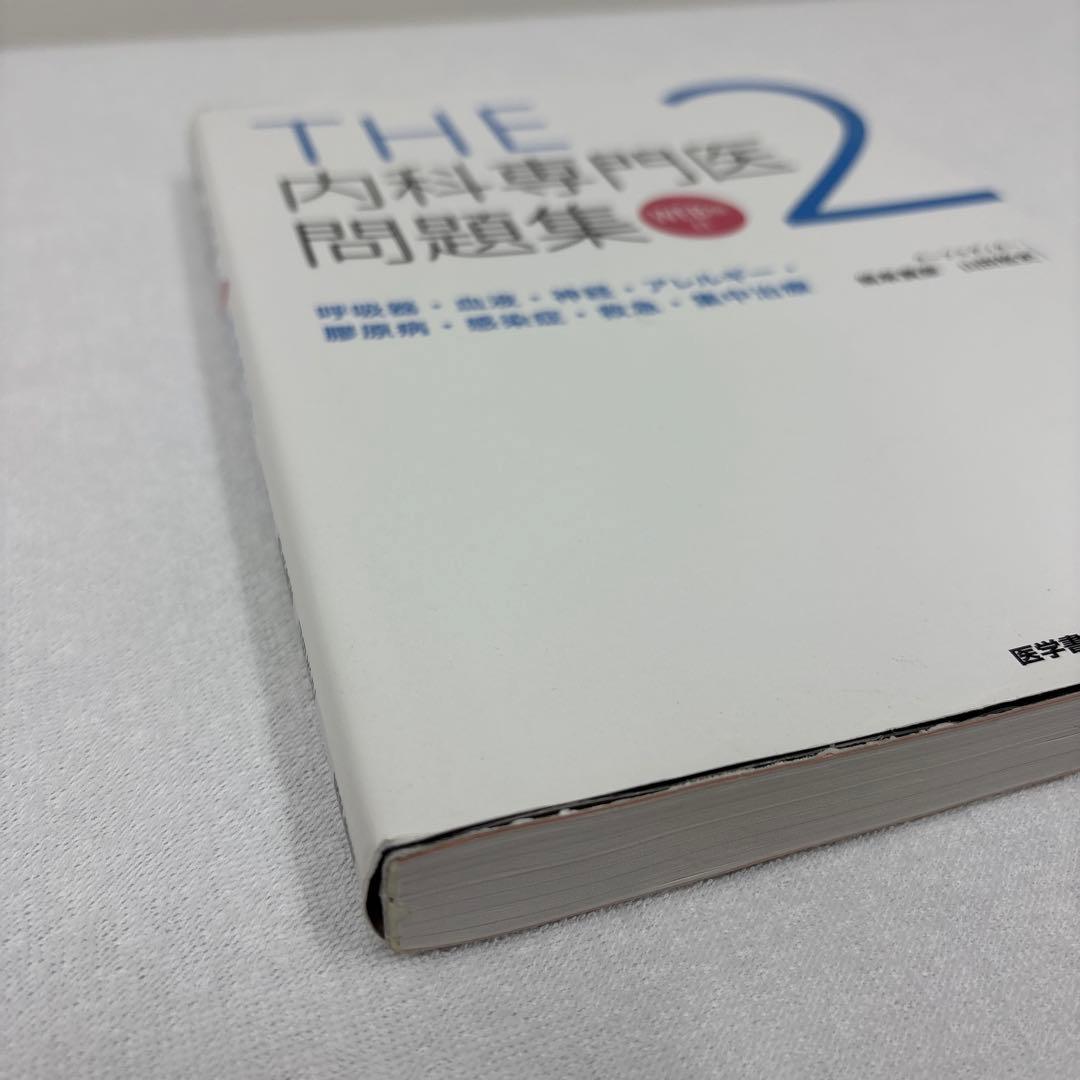 THE
内科専門医
問題集
2
呼吸器・血液・神経・アレルギー・
膠原病・感染症・救急・集中治療
医学書